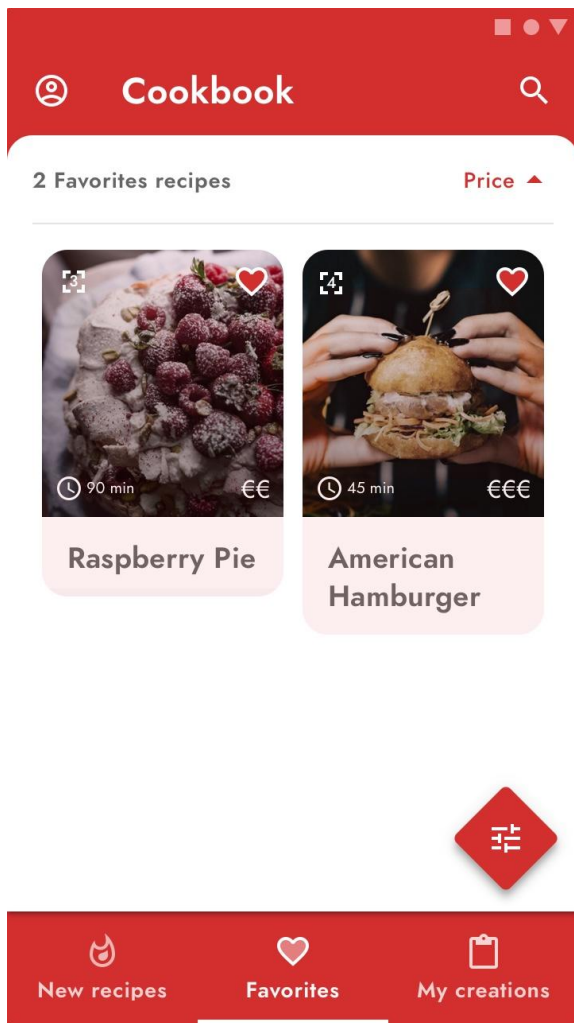 Cookbook
2 Favorites recipes
Price
3
4
90 min
€€
45 min
€€€
Raspberry Pie
American
Hamburger
New recipes
Favorites
My creations